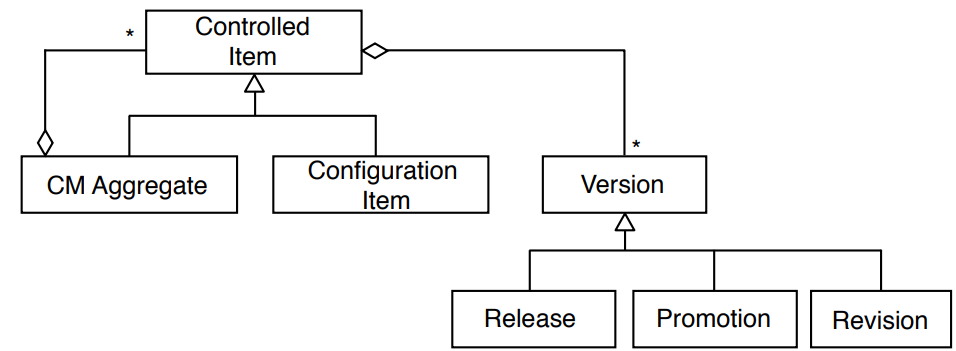 *
Controlled
Item
*
CM Aggregate
Configuration
Item
Version
Release
Promotion
Revision